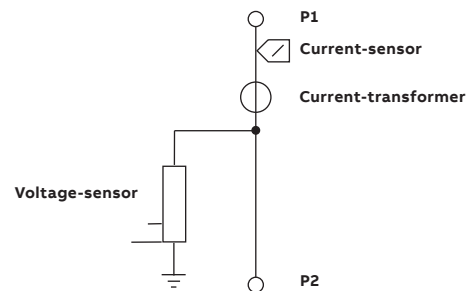 P1
Current-sensor
Current-transformer
Voltage-sensor
P2